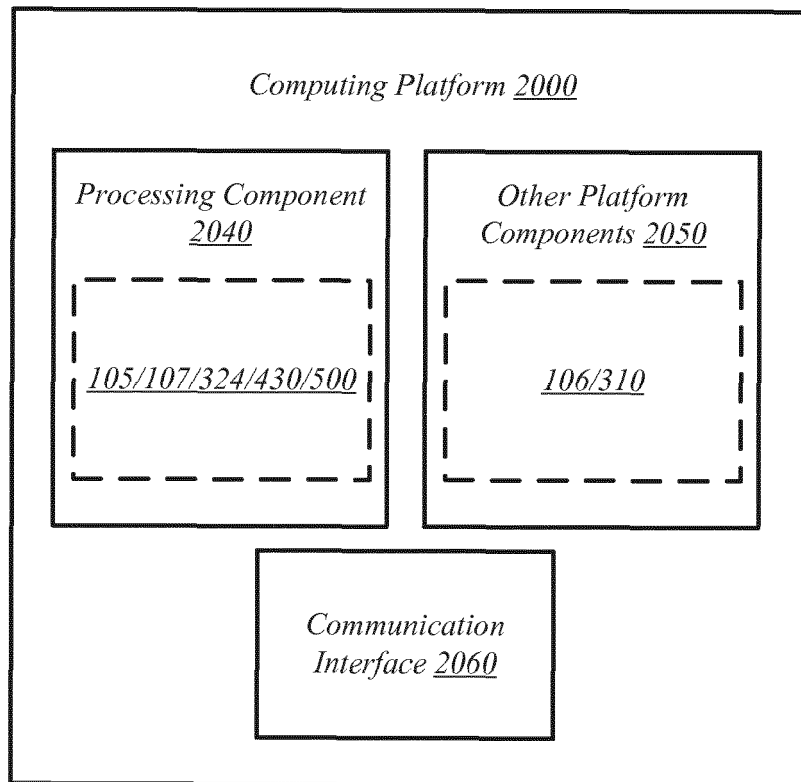 Computing Platform 2000
Processing Component
2040
105/107/324/430/500
Other Platform
Components 2050
106/310
Communication
Interface 2060